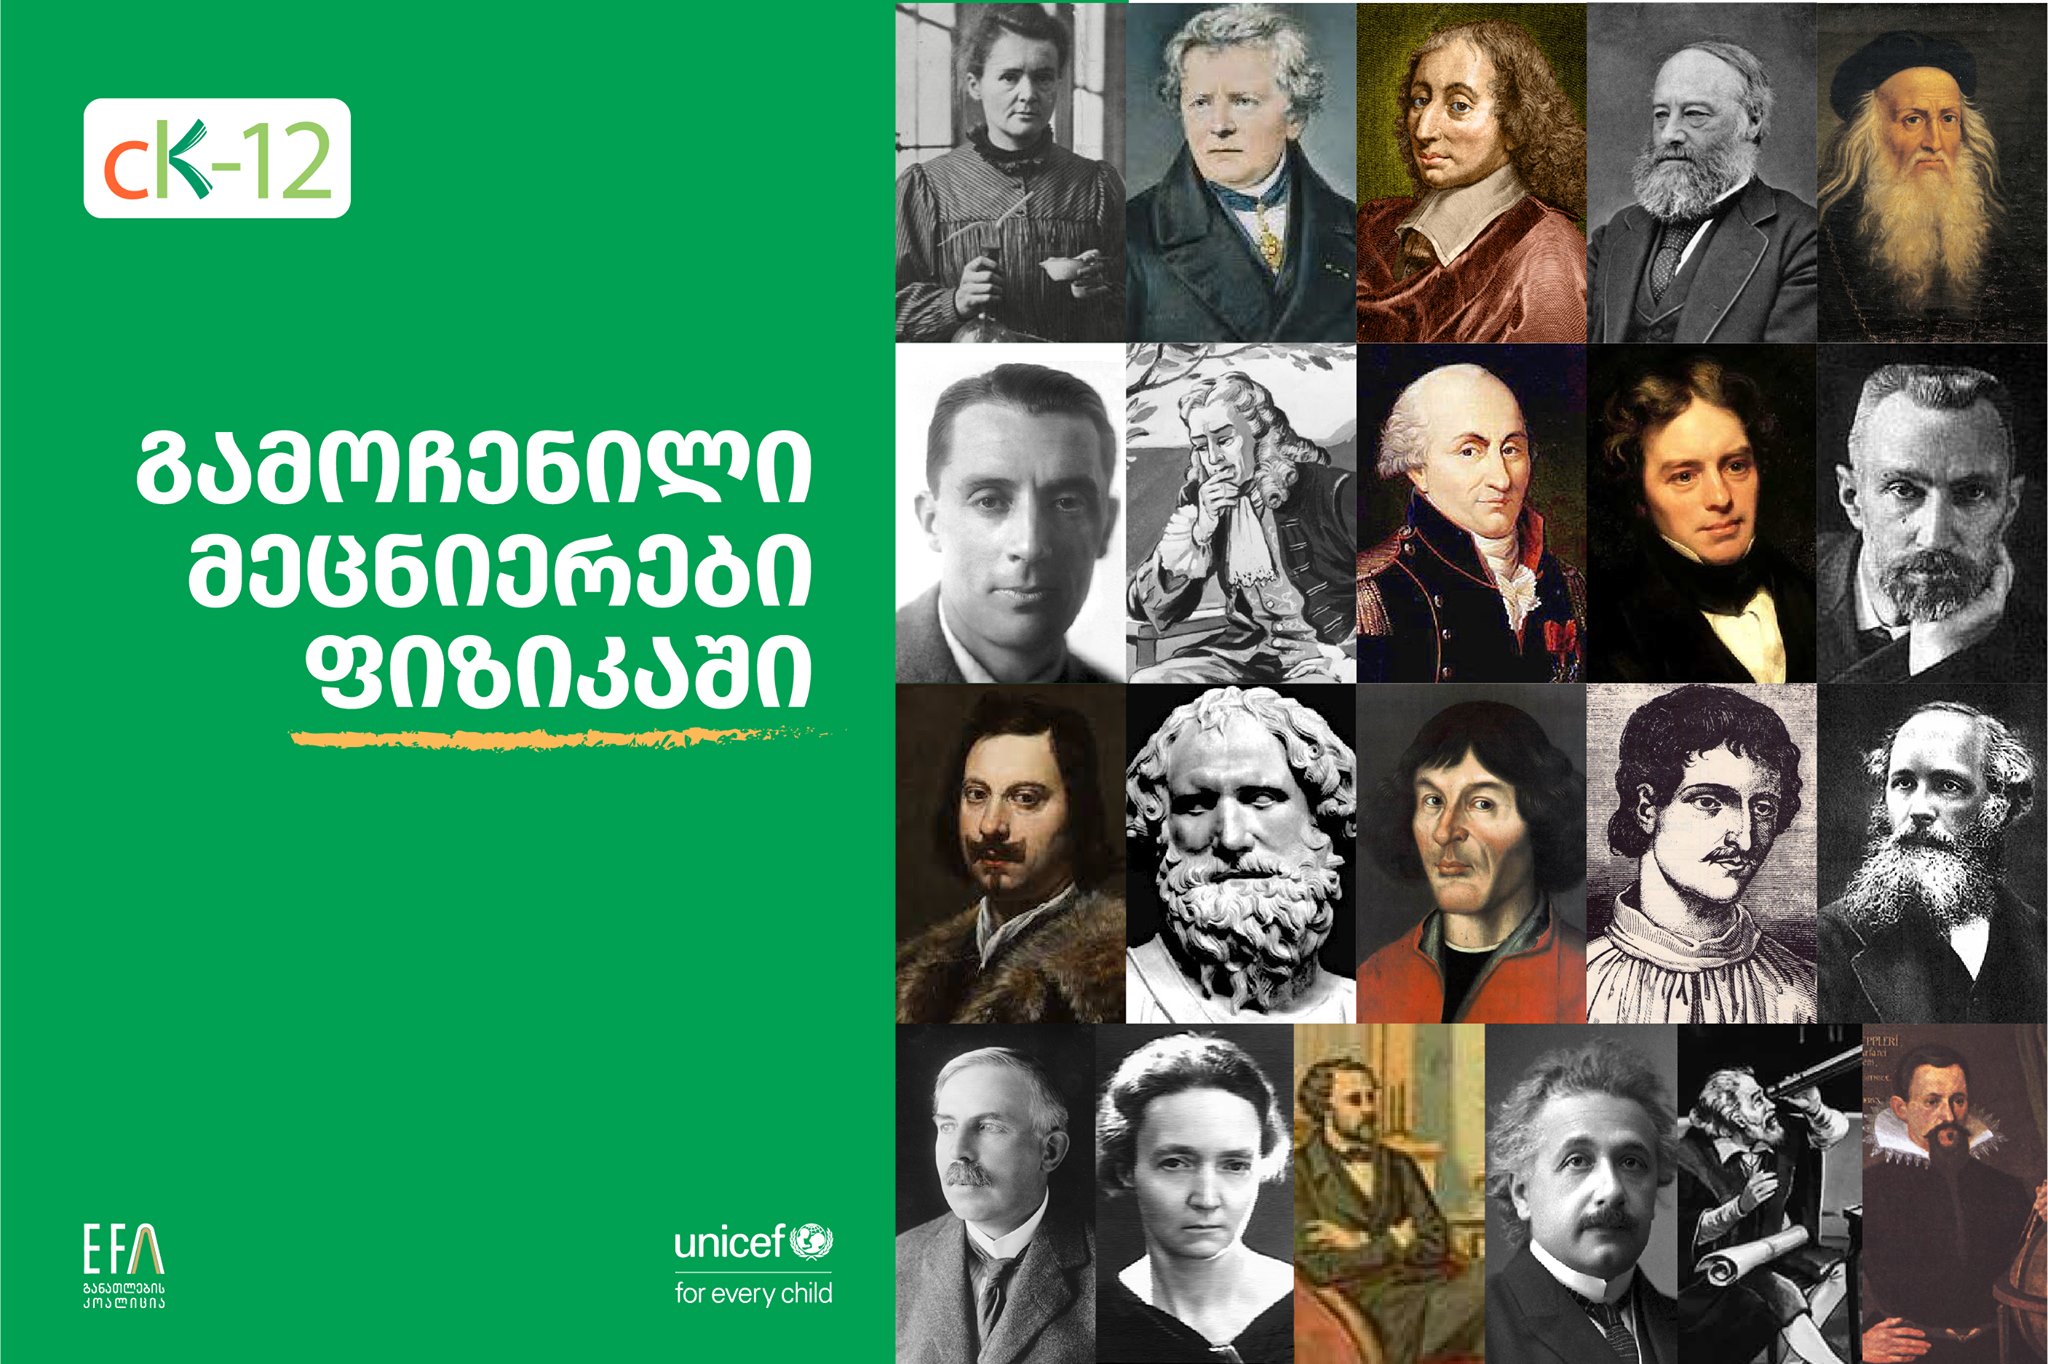 cK-12
გამოჩენილი
მეცნიერები
ფიზიკაში
EFA
განათლების
კოალიცია
unicef
for every child